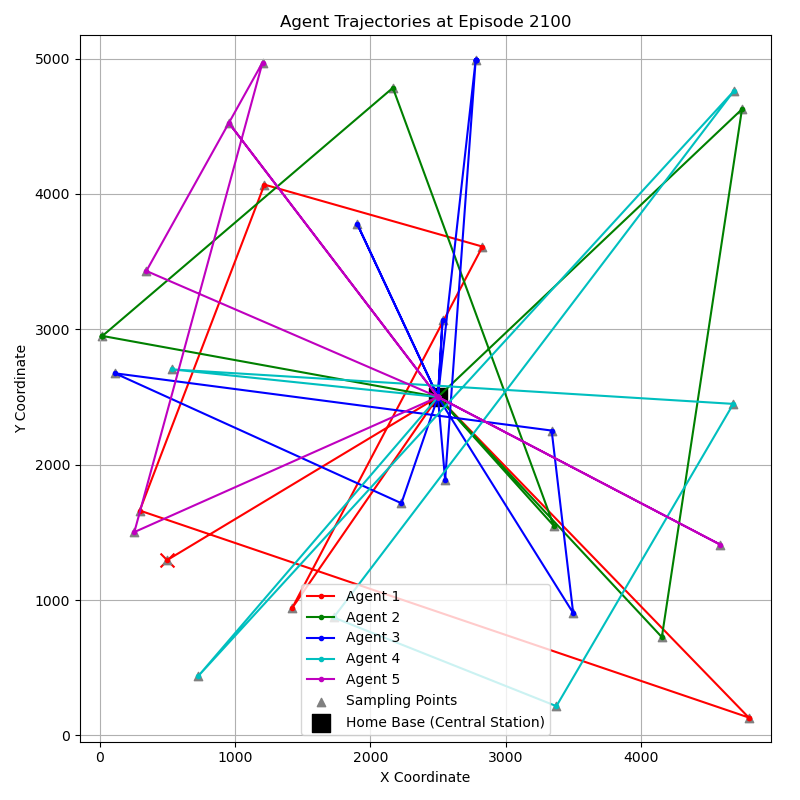 Agent Trajectories at Episode 2100
Y Coordinate
5000
4000
3000
2000
1000
0
Agent 1
Agent 2
Agent 3
Agent 4
Agent 5
Sampling Points
Home Base (Central Station)
0 1000 2000 3000 4000
X Coordinate